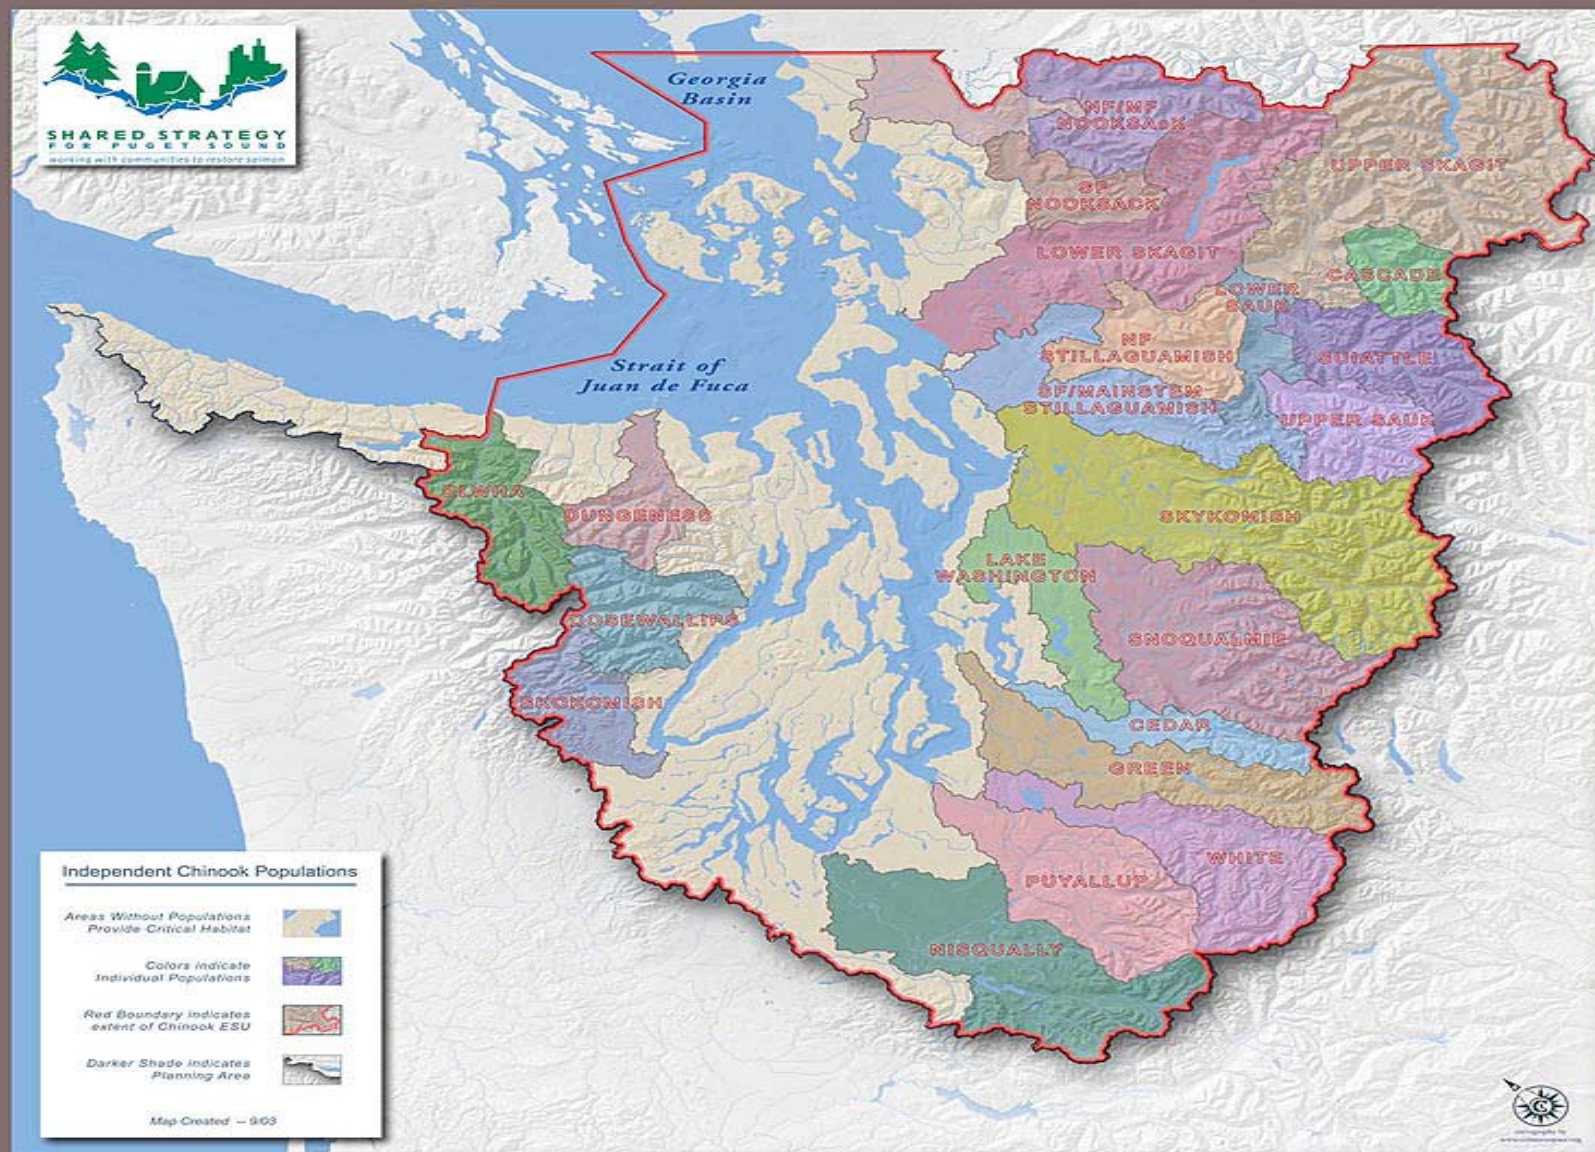 SHARED STRATEGY
FOR PUGET SOUND
working with communities to restore salmon
Georgia
Basin
NF/MF
NOOKSACK
UPPER SKAGIT
SF
NOOKSACK
LOWER SKAGIT
CASCADE
LOWER
SAUK
NF
STILLAGUAMISH
SUIATTLE
Strait of
Juan de Fuca
SF/MAINSTEM
STILLAGUAMISH
UPPER SAUK
ELWHA
DUNGENESS
SKYKOMISH
LAKE
WASHINGTON
DOSEWALLIPS
SNOQUALMIE
SKOKOMISH
CEDAR
GREEN
WHITE
PUYALLUP
NISQUALLY
Independent Chinook Populations
Areas Without Populations
Provide Critical Habitat
Colors indicate
Individual Populations
Red Boundary indicates
extent of Chinook ESU
Darker Shade indicates
Planning Area
Map Created -- 9/03
cartography by